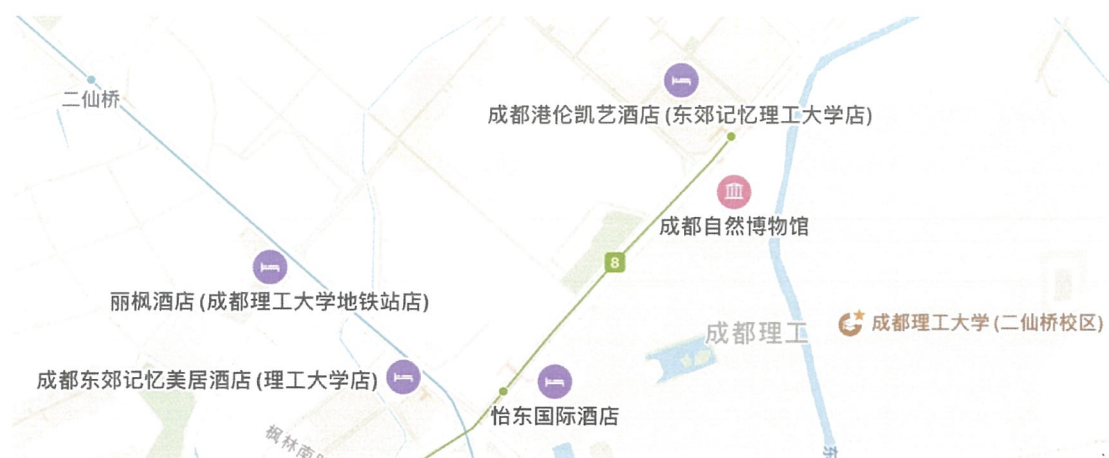 二仙桥
成都港伦凯艺酒店 (东郊记忆理工大学店)
成都自然博物馆
8
丽枫酒店 (成都理工大学地铁站店)
成都理工
成都理工大学 (二仙桥校区)
成都东郊记忆美居酒店 (理工大学店)
怡东国际酒店
枫林南
东